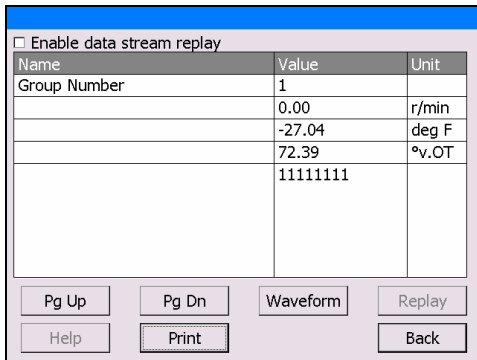 Enable data stream replay
Name Value Unit
Group Number 1
0.00 r/min
-27.04 deg F
72.39 °v.OT
11111111
Pg Up Pg Dn Waveform Replay
Help Print Back